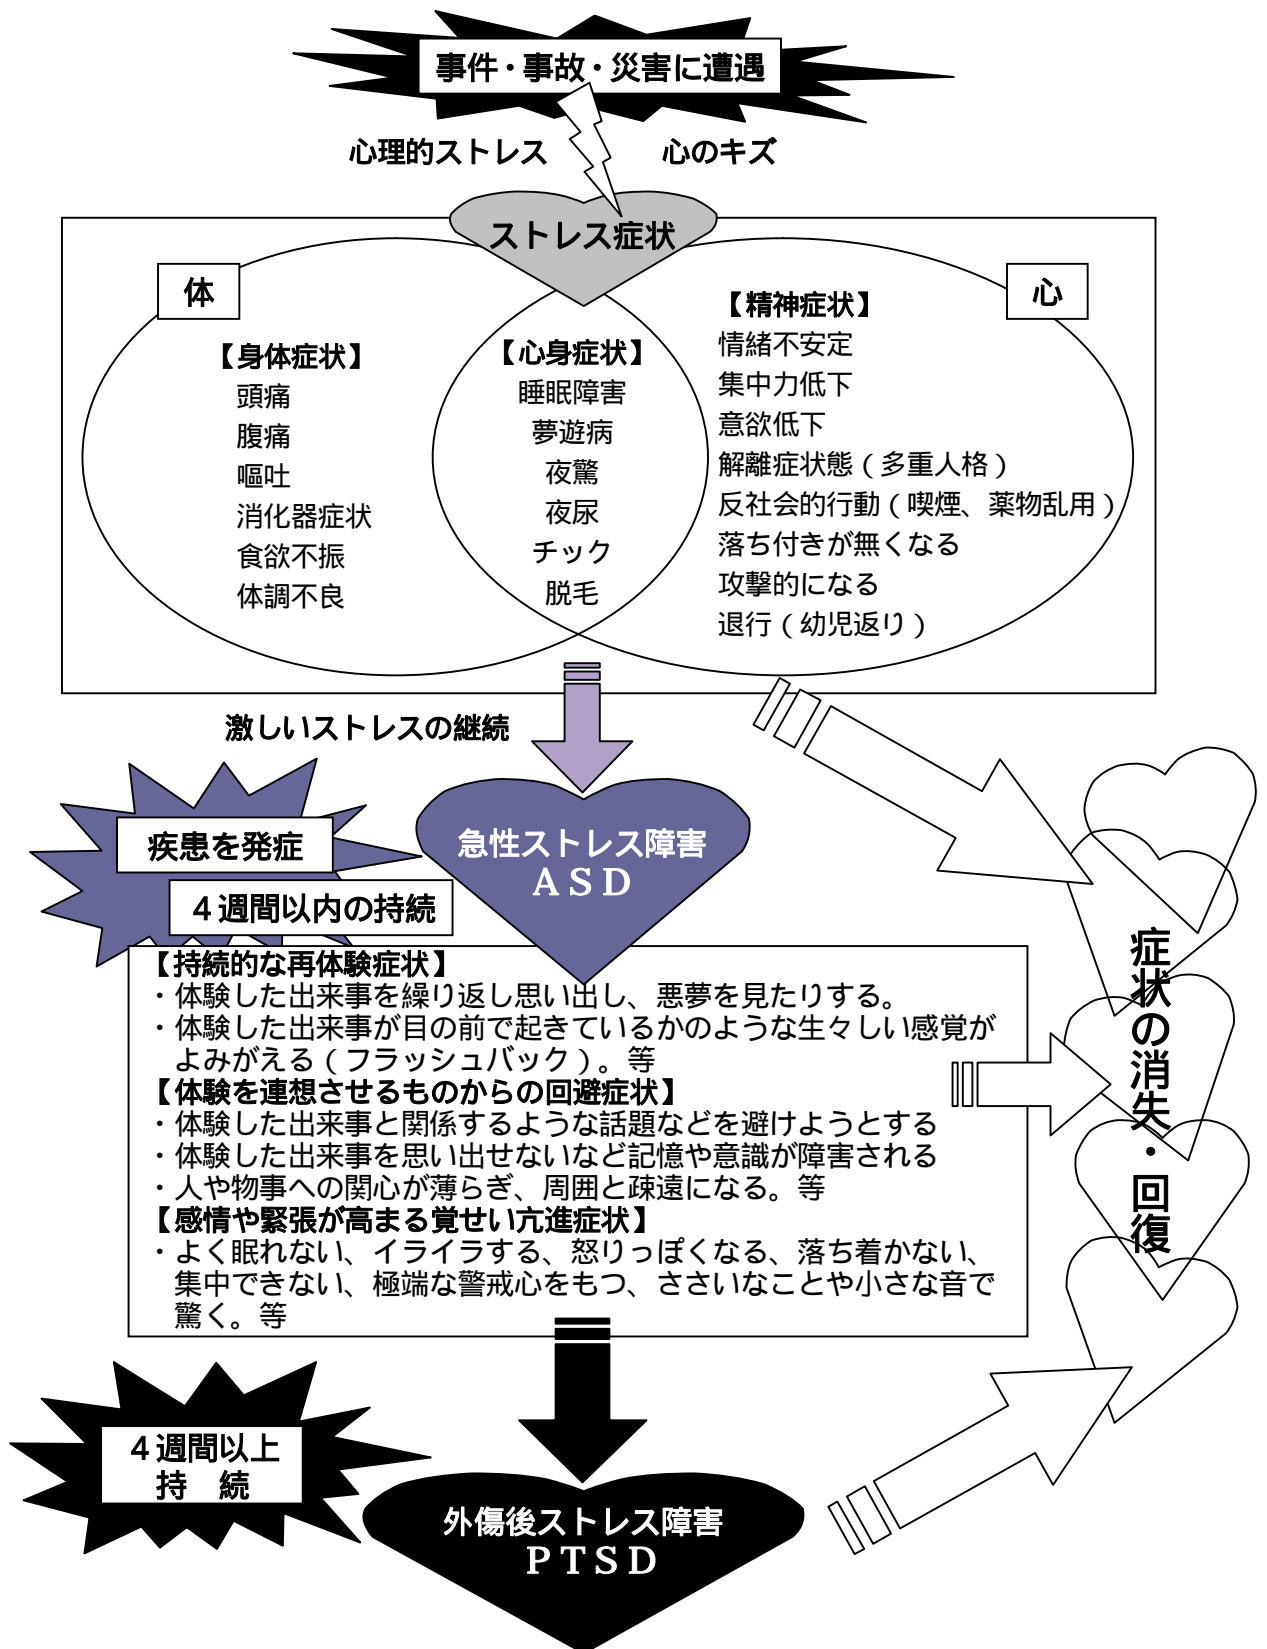 事件・事故・災害に遭遇
心理的ストレス
心のキズ
ストレス症状
体
心
【身体症状】
頭痛
腹痛
嘔吐
消化器症状
食欲不振
体調不良
【心身症状】
睡眠障害
夢遊病
夜驚
夜尿
チック
脱毛
【精神症状】
情緒不安定
集中力低下
意欲低下
解離症状態（多重人格）
反社会的行動（喫煙、薬物乱用）
落ち付きが無くなる
攻撃的になる
退行（幼児返り）
激しいストレスの継続
疾患を発症
４週間以内の持続
急性ストレス障害
ＡＳＤ
【持続的な再体験症状】
・体験した出来事を繰り返し思い出し、悪夢を見たりする。
・体験した出来事が目の前で起きているかのような生々しい感覚が
よみがえる（フラッシュバック）。等
【体験を連想させるものからの回避症状】
・体験した出来事と関係するような話題などを避けようとする
・体験した出来事を思い出せないなど記憶や意識が障害される
・人や物事への関心が薄らぎ、周囲と疎遠になる。等
【感情や緊張が高まる覚せい亢進症状】
・よく眠れない、イライラする、怒りっぽくなる、落ち着かない、
集中できない、極端な警戒心をもつ、ささいなことや小さな音で
驚く。等
症状の消失・回復
４週間以上
持　続
外傷後ストレス障害
ＰＴＳＤ